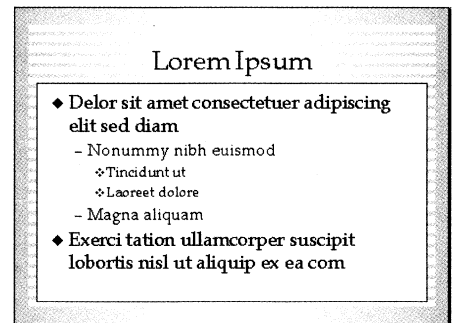 Lorem Ipsum
◆ Delor sit amet consectetuer adipiscing
elit sed diam
– Nonummy nibh euismod
❖Tincidunt ut
❖Laoreet dolore
– Magna aliquam
◆ Exerci tation ullamcorper suscipit
lobortis nisl ut aliquip ex ea com